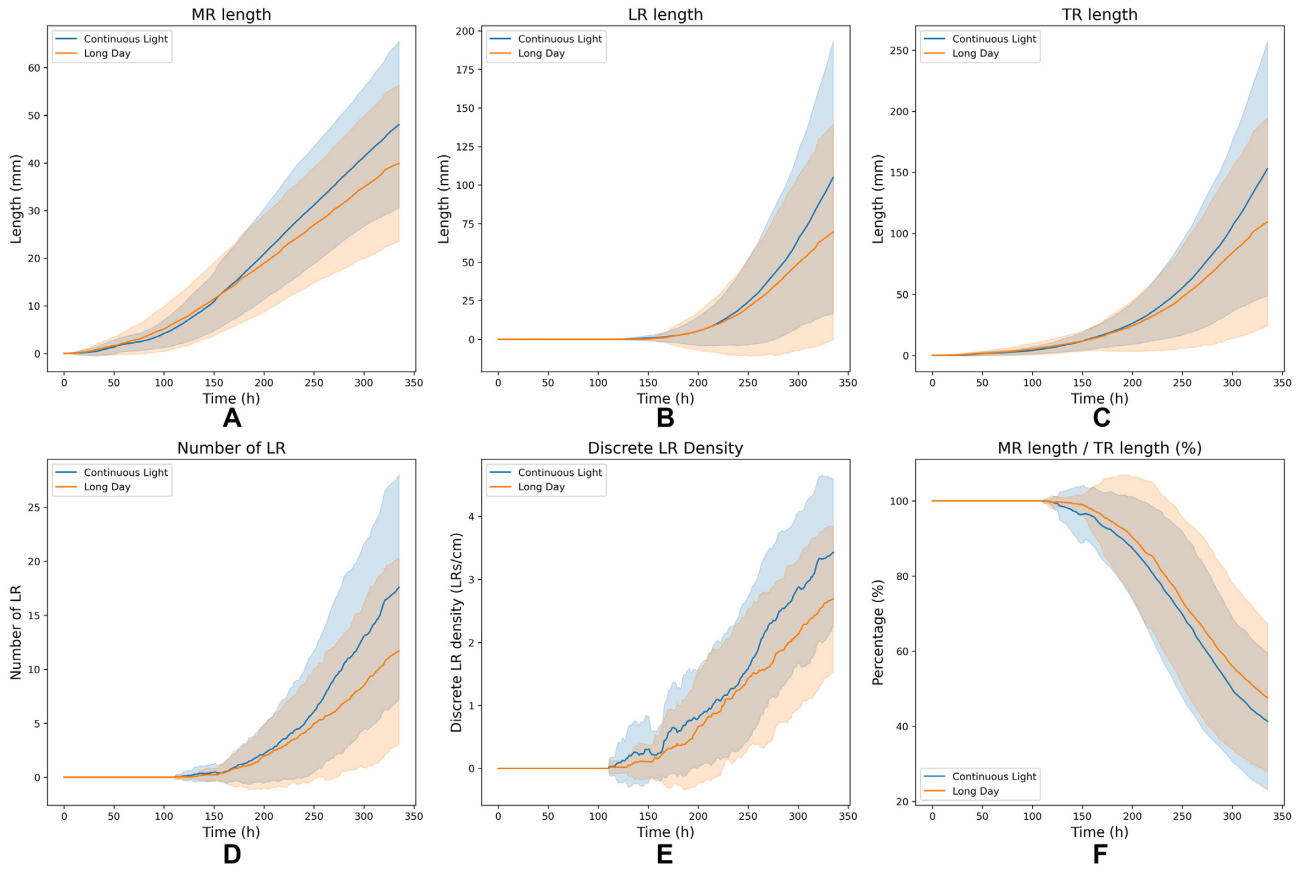 MR length
Continuous Light
Long Day
Length (mm)
60
50
40
30
20
10
0
0 50 100 150 200 250 300 350
Time (h)
A
LR length
Continuous Light
Long Day
Length (mm)
200
175
150
125
100
75
50
25
0
0 50 100 150 200 250 300 350
Time (h)
B
TR length
Continuous Light
Long Day
Length (mm)
250
200
150
100
50
0
0 50 100 150 200 250 300 350
Time (h)
C
Number of LR
Continuous Light
Long Day
Number of LR
25
20
15
10
5
0
0 50 100 150 200 250 300 350
Time (h)
D
Discrete LR Density
Continuous Light
Long Day
Discrete LR density (LRs/cm)
4
3
2
1
0
0 50 100 150 200 250 300 350
Time (h)
E
MR length / TR length (%)
Percentage (%)
100
80
60
40
20
Continuous Light
Long Day
0 50 100 150 200 250 300 350
Time (h)
F